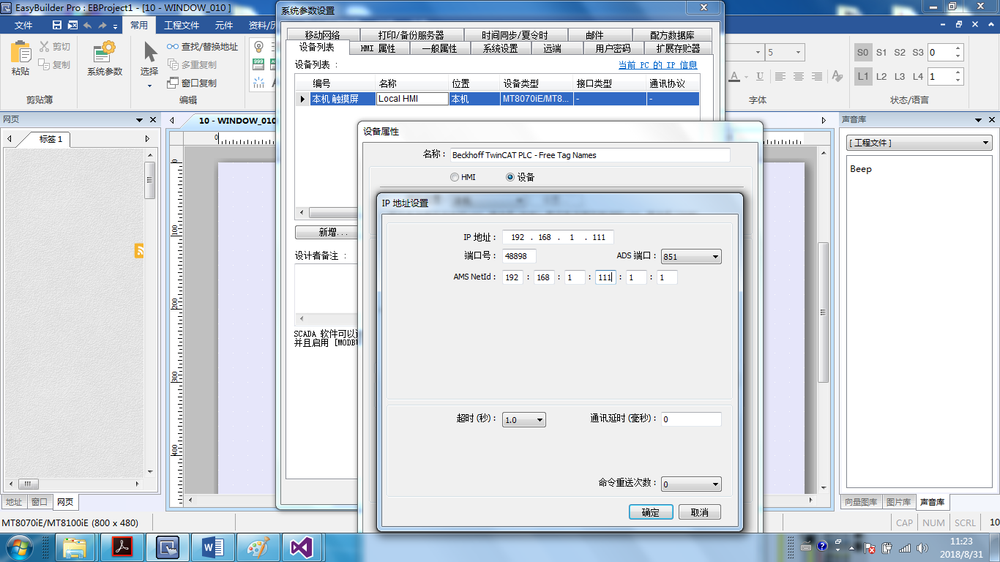 EasyBuilder Pro : EBProject1 - [10 - WINDOW_010 ]
文件 常用 工程文件 元件 资料/历
粘贴 剪切 复制 剪贴簿
系统参数
选择 查找/替换地址 多重复制 窗口复制 编辑
5
A U
字体
S0 S1 S2 S3 0
L1 L2 L3 L4 1
状态/语言
网页
标签 1
地址 窗口 网页
10 - WINDOW_010
0
0
100
200
300
400
系统参数设置
移动网络 打印/备份服务器 时间同步/夏令时 邮件 配方数据库
设备列表 HMI 属性 一般属性 系统设置 远端 用户密码 扩展存贮器
设备列表 : 当前 PC 的 IP 信息
编号 名称 位置 设备类型 接口类型 通讯协议
本机 触摸屏 Local HMI 本机 MT8070iE/MT8... - -
新增...
设计者备注 :
SCADA 软件可以
并且启用 [MODBU
设备属性
名称 : Beckhoff TwinCAT PLC - Free Tag Names
HMI 设备
IP 地址设置
IP 地址 : 192 . 168 . 1 . 111
端口号 : 48898 ADS 端口 : 851
AMS NetId : 192 : 168 : 1 : 111 : 1 : 1
超时 (秒) : 1.0 通讯延时 (毫秒) : 0
命令重送次数 : 0
确定 取消
声音库
[ 工程文件 ]
Beep
向量图库 图片库 声音库
MT8070iE/MT8100iE (800 x 480)
CAP NUM SCRL 10
11:23
2018/8/31